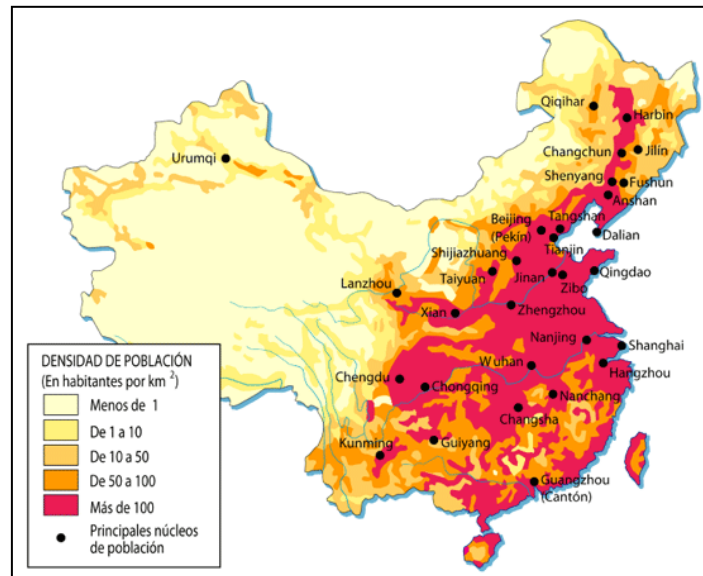 Qiqihar
Harbin
Urumqi
Changchun
Jilín
Shenyang
Fushun
Anshan
Beijing
(Pekín)
Tangshan
Dalian
Tianjin
Shijiazhuang
Lanzhou
Taiyuan
Jinan
Qingdao
Zibo
Xian
Zhengzhou
Nanjing
Shanghai
Wuhan
Hangzhou
Chengdu
Chongqing
Nanchang
Changsha
Kunming
Guiyang
Guangzhou
(Cantón)
DENSIDAD DE POBLACIÓN
(En habitantes por km²)
Menos de 1
De 1 a 10
De 10 a 50
De 50 a 100
Más de 100
Principales núcleos
de población